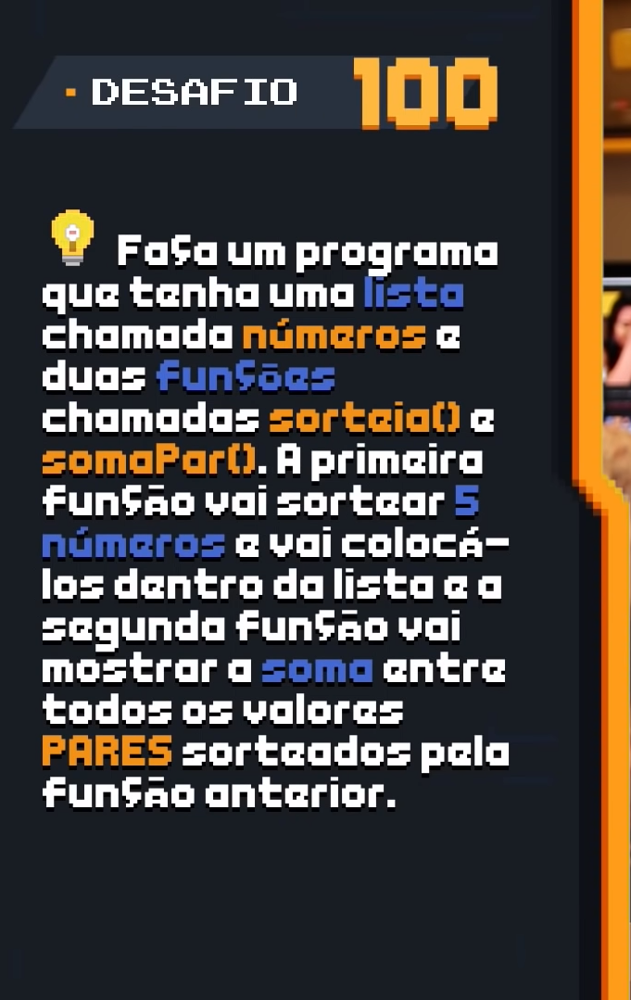 DESAFIO 100
Faça um programa
que tenha uma lista
chamada números e
duas funções
chamadas sorteia() e
somaPar(). A primeira
função vai sortear 5
números e vai colocá-
los dentro da lista e a
segunda função vai
mostrar a soma entre
todos os valores
PARES sorteados pela
função anterior.